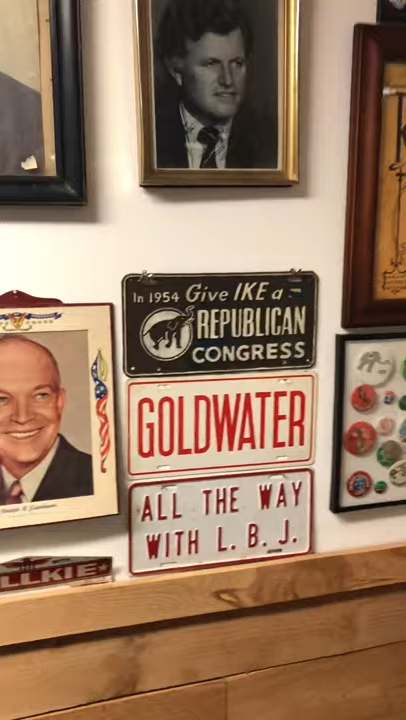 In 1954 Give IKE a
REPUBLICAN
CONGRESS
GOLDWATER
ALL THE WAY
WITH L. B. J.
LLKIE